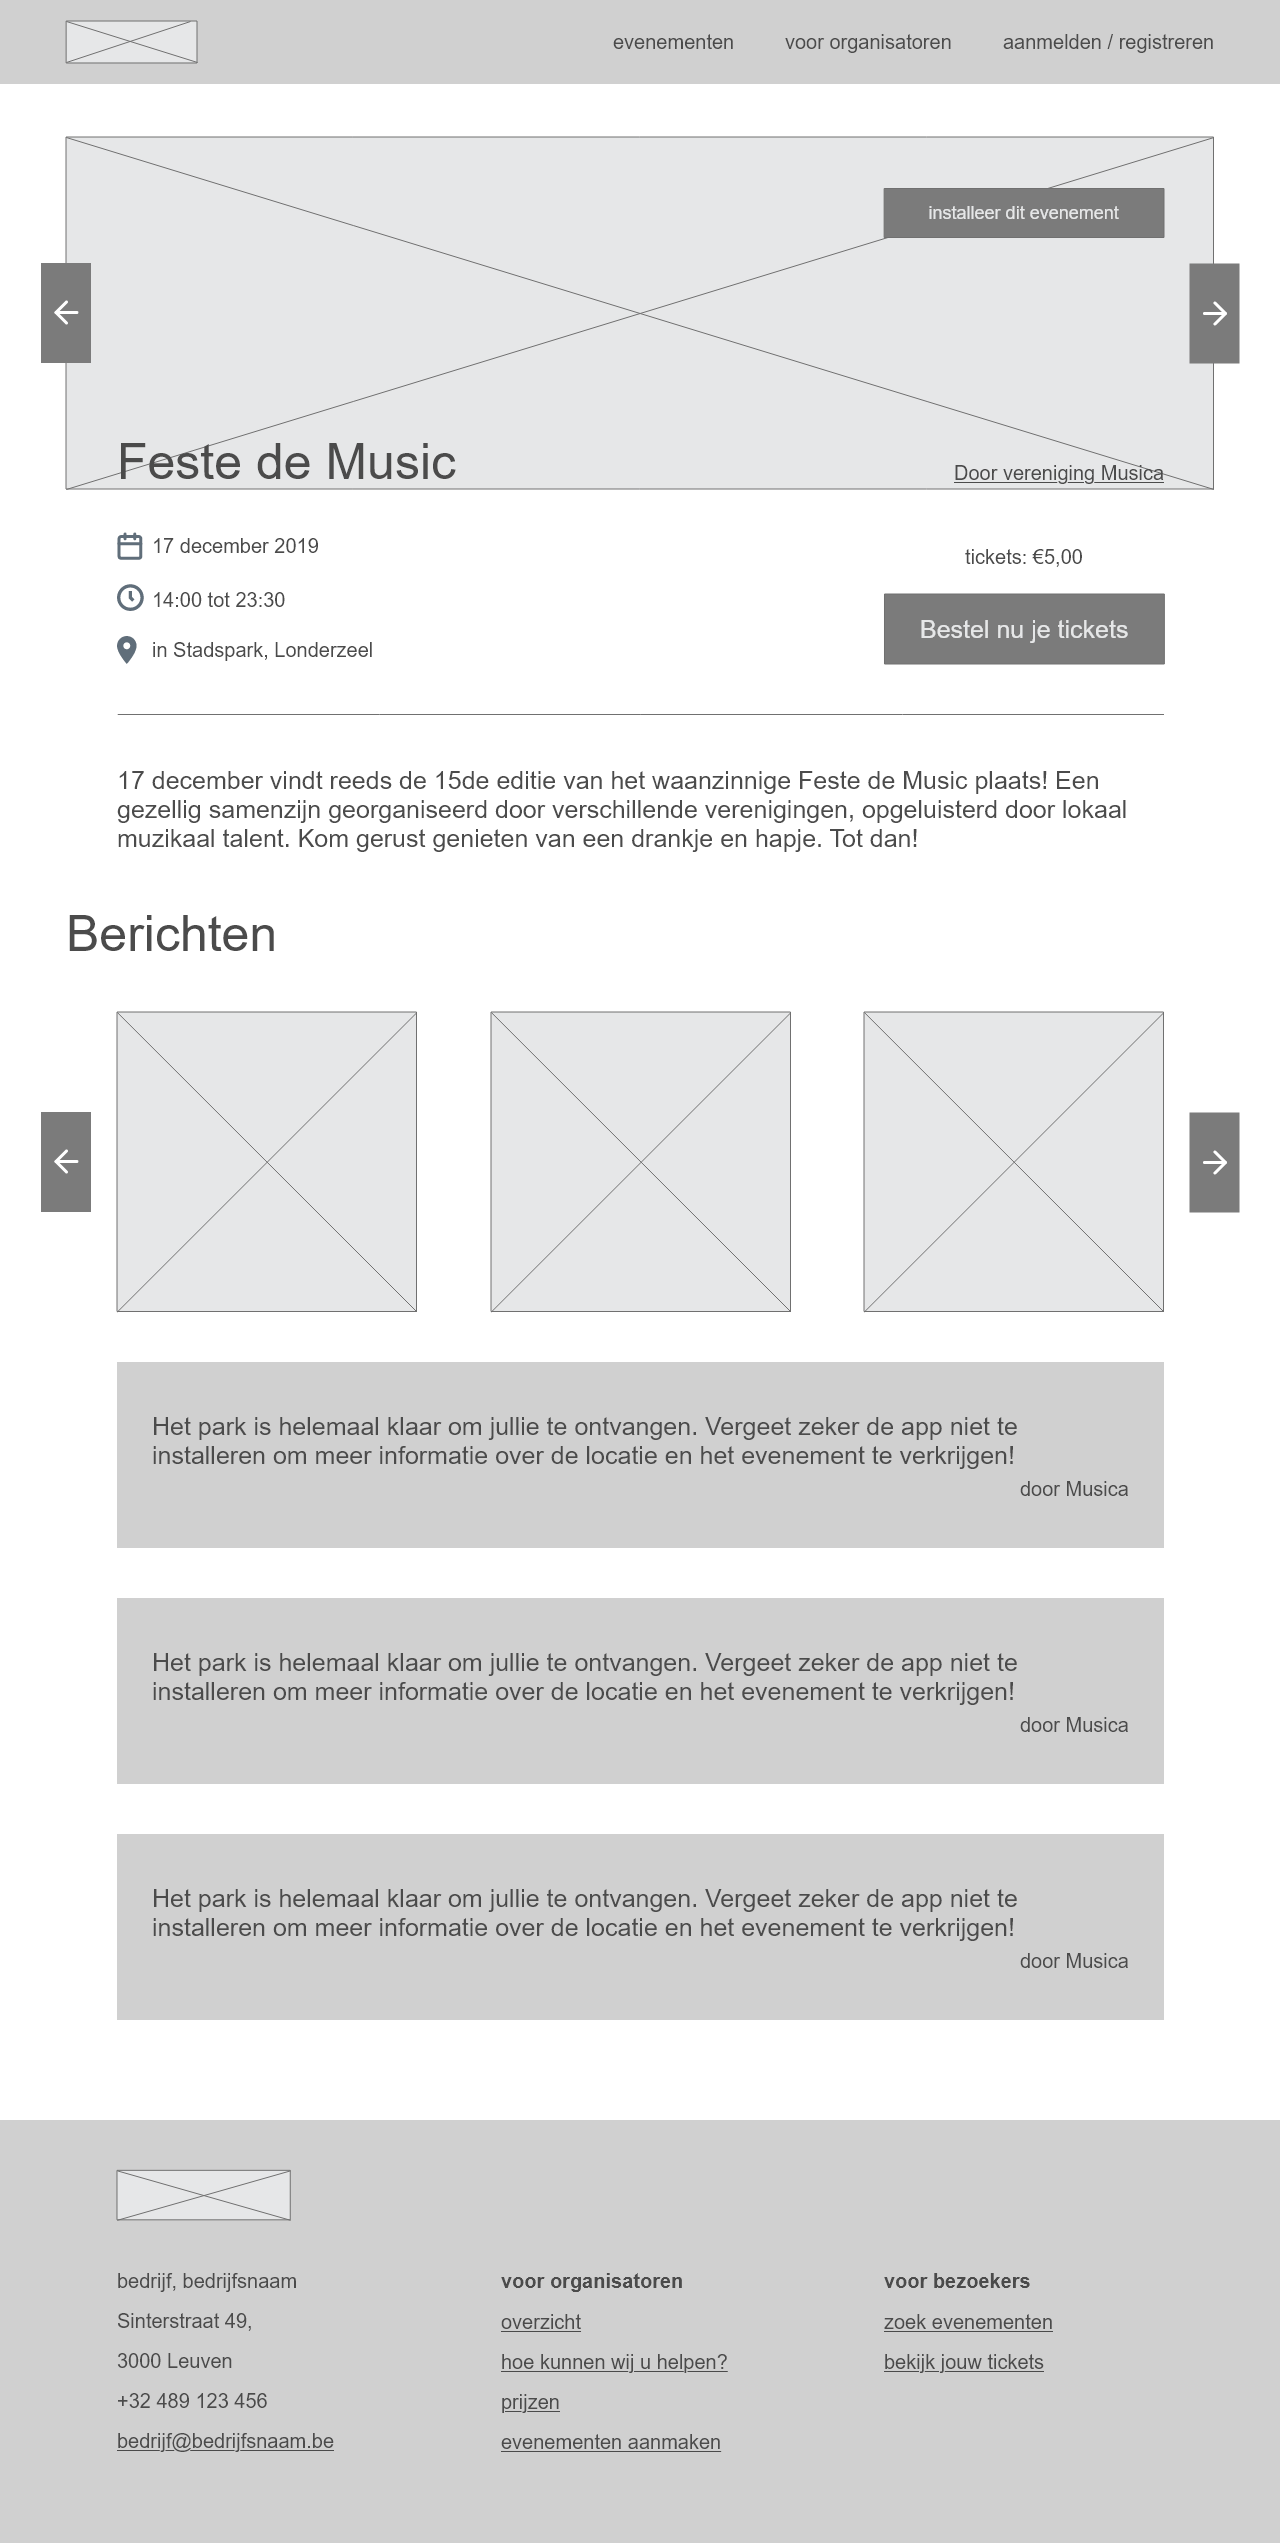 evenementen
voor organisatoren
aanmelden / registreren
installeer dit evenement
Feste de Music
Door vereniging Musica
17 december 2019
14:00 tot 23:30
in Stadspark, Londerzeel
tickets: €5,00
Bestel nu je tickets
17 december vindt reeds de 15de editie van het waanzinnige Feste de Music plaats! Een
gezellig samenzijn georganiseerd door verschillende verenigingen, opgeluisterd door lokaal
muzikaal talent. Kom gerust genieten van een drankje en hapje. Tot dan!
Berichten
Het park is helemaal klaar om jullie te ontvangen. Vergeet zeker de app niet te
installeren om meer informatie over de locatie en het evenement te verkrijgen!
door Musica
Het park is helemaal klaar om jullie te ontvangen. Vergeet zeker de app niet te
installeren om meer informatie over de locatie en het evenement te verkrijgen!
door Musica
Het park is helemaal klaar om jullie te ontvangen. Vergeet zeker de app niet te
installeren om meer informatie over de locatie en het evenement te verkrijgen!
door Musica
bedrijf, bedrijfsnaam
Sinterstraat 49,
3000 Leuven
+32 489 123 456
bedrijf@bedrijfsnaam.be
voor organisatoren
overzicht
hoe kunnen wij u helpen?
prijzen
evenementen aanmaken
voor bezoekers
zoek evenementen
bekijk jouw tickets